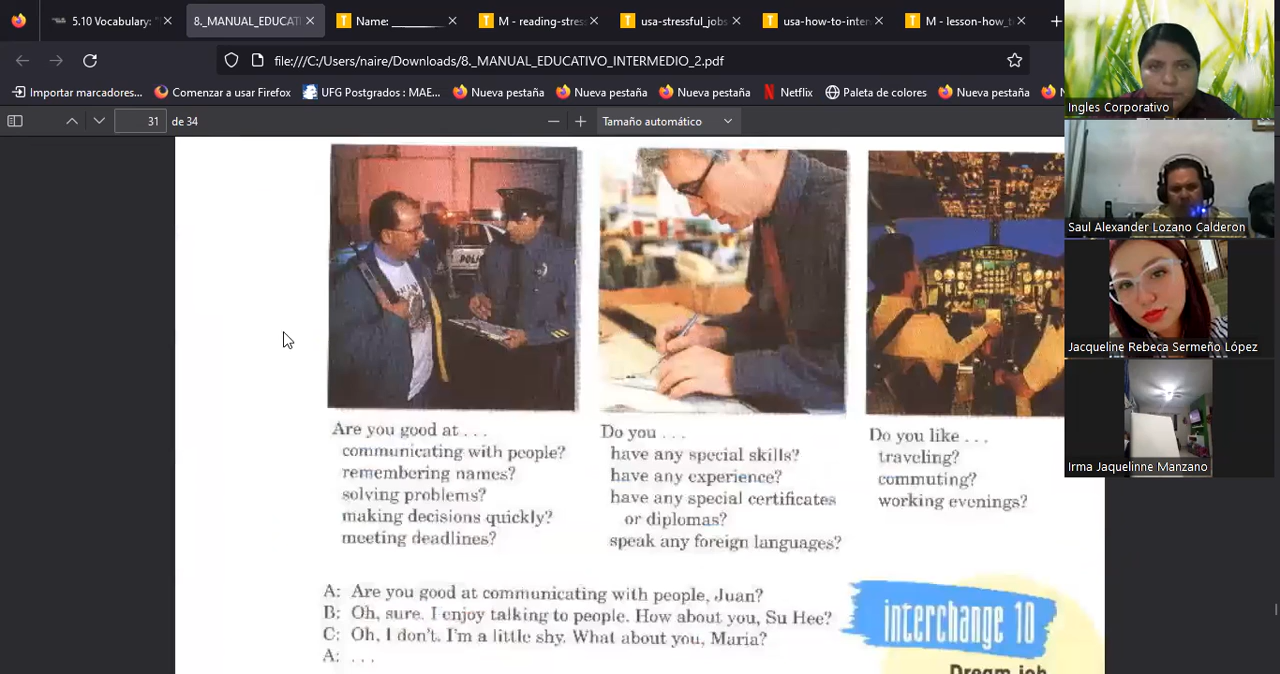 5.10 Vocabulary: "
8._MANUAL_EDUCATI
Name: ________
M - reading-stres
usa-stressful_jobs
usa-how-to-inter
M - lesson-how_t
file:///C:/Users/naire/Downloads/8._MANUAL_EDUCATIVO_INTERMEDIO_2.pdf
Importar marcadores...
Comenzar a usar Firefox
UFG Postgrados : MAE...
Nueva pestaña
Nueva pestaña
Nueva pestaña
Netflix
Paleta de colores
Nueva pestaña
31
de 34
Tamaño automático
Ingles Corporativo
Saul Alexander Lozano Calderon
Jacqueline Rebeca Sermeño López
Irma Jaquelinne Manzano
POLIC
Are you good at . . .
communicating with people?
remembering names?
solving problems?
making decisions quickly?
meeting deadlines?
Do you . . .
have any special skills?
have any experience?
have any special certificates
or diplomas?
speak any foreign languages?
Do you like . . .
traveling?
commuting?
working evenings?
A: Are you good at communicating with people, Juan?
B: Oh, sure. I enjoy talking to people. How about you, Su Hee?
C: Oh, I don't. I'm a little shy. What about you, Maria?
A: . . .
interchange 10
Dream job